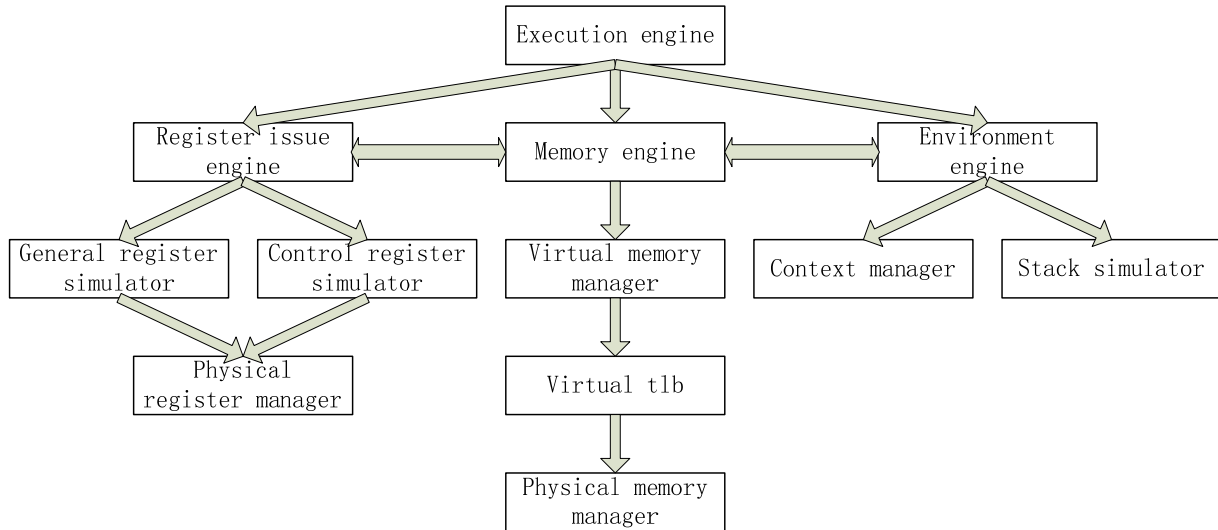 Execution engine
Register issue
engine
Memory engine
Environment
engine
General register
simulator
Control register
simulator
Virtual memory
manager
Context manager
Stack simulator
Physical
register manager
Virtual tlb
Physical memory
manager